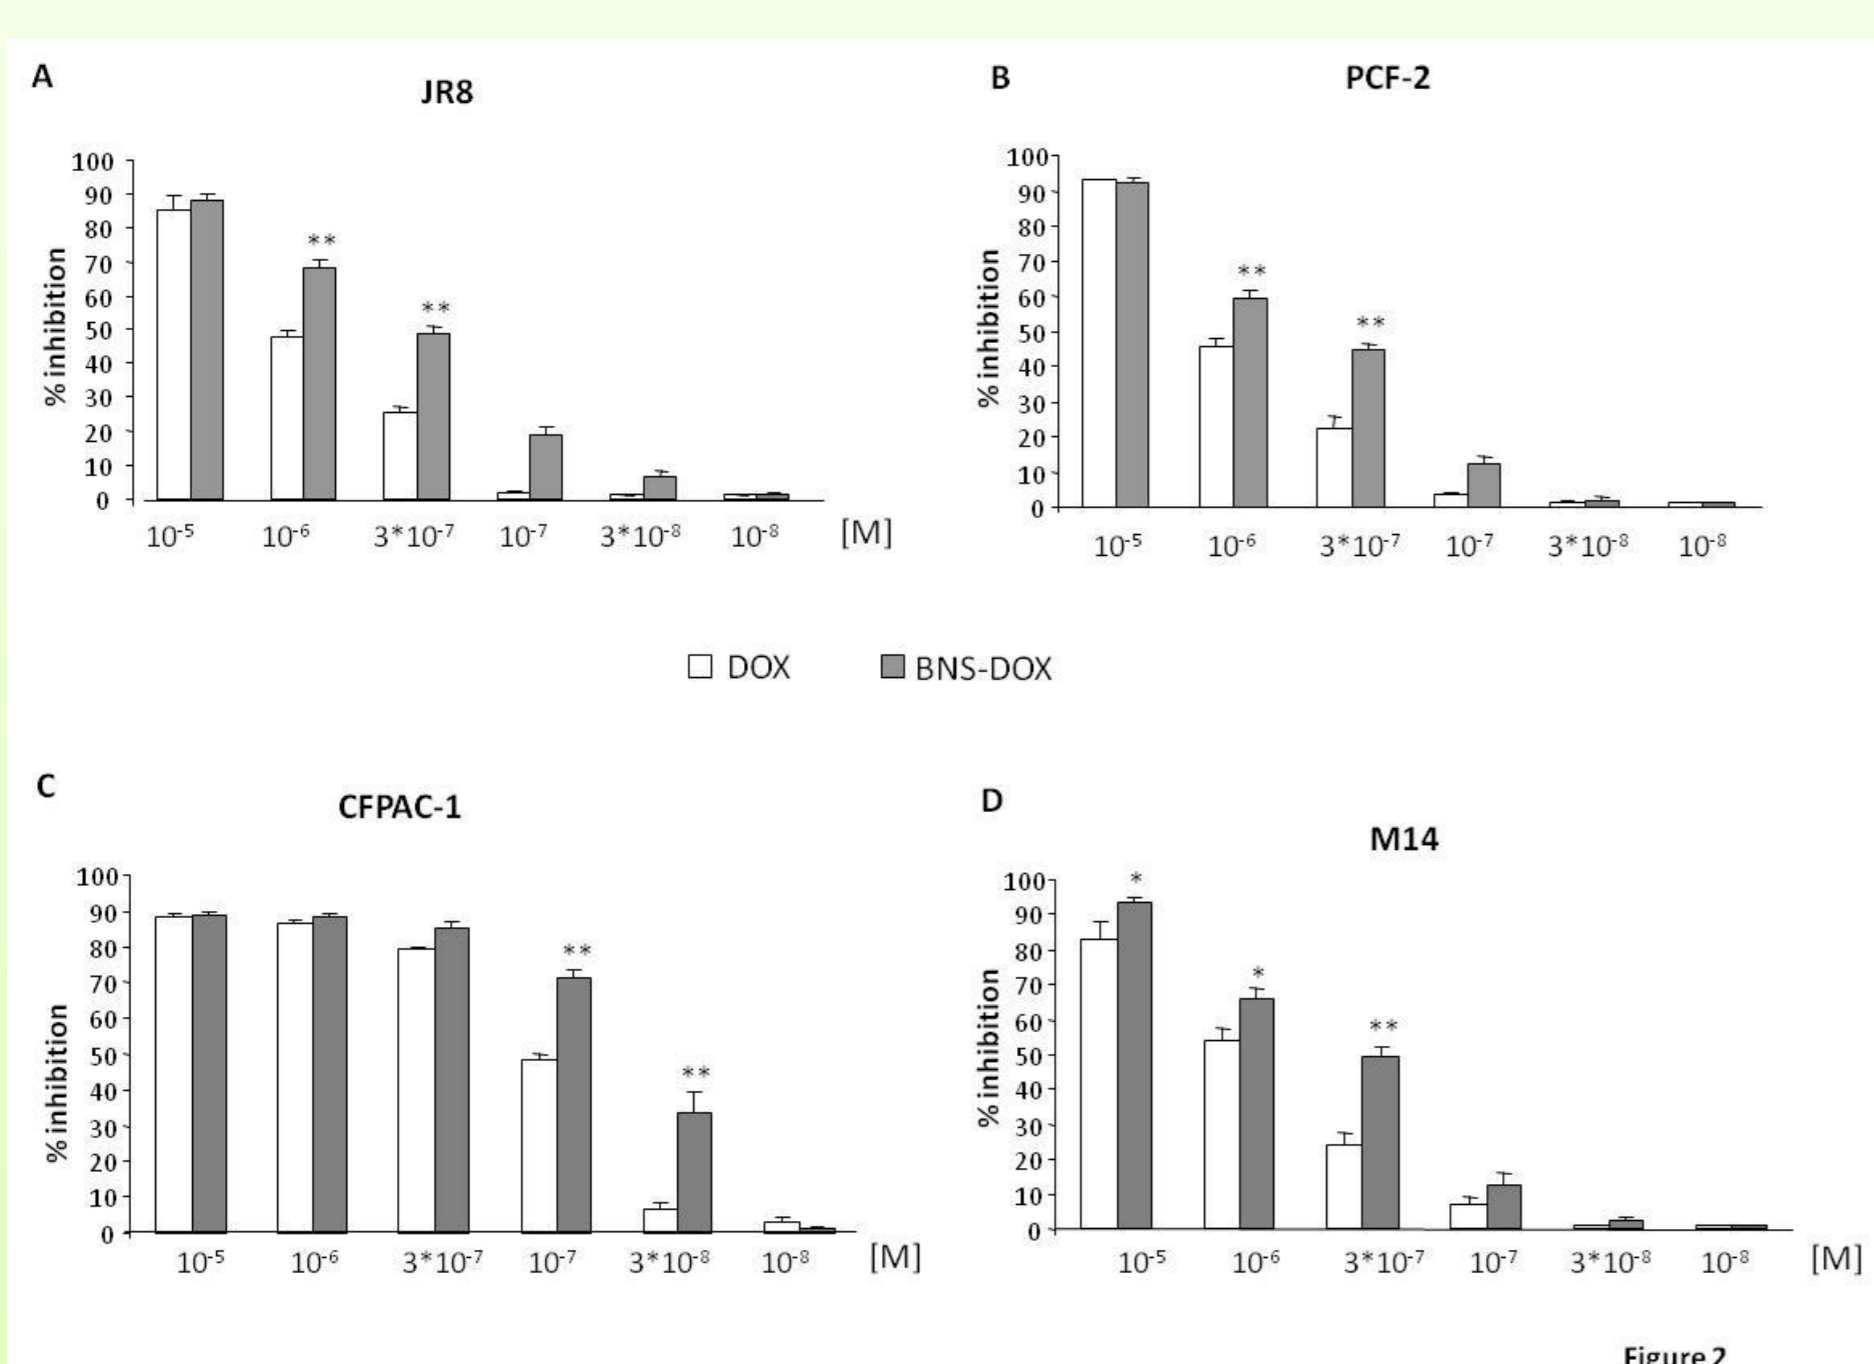 A
JR8
100
90
80
70
60
50
40
30
20
10
0
% inhibition
**
**
10⁻⁵ 10⁻⁶ 3*10⁻⁷ 10⁻⁷ 3*10⁻⁸ 10⁻⁸ [M]
B
PCF-2
100
90
80
70
60
50
40
30
20
10
0
% inhibition
**
**
10⁻⁵ 10⁻⁶ 3*10⁻⁷ 10⁻⁷ 3*10⁻⁸ 10⁻⁸
DOX BNS-DOX
C
CFPAC-1
100
90
80
70
60
50
40
30
20
10
0
% inhibition
**
**
10⁻⁵ 10⁻⁶ 3*10⁻⁷ 10⁻⁷ 3*10⁻⁸ 10⁻⁸ [M]
D
M14
100
90
80
70
60
50
40
30
20
10
0
% inhibition
*
*
**
10⁻⁵ 10⁻⁶ 3*10⁻⁷ 10⁻⁷ 3*10⁻⁸ 10⁻⁸ [M]
Figure 2